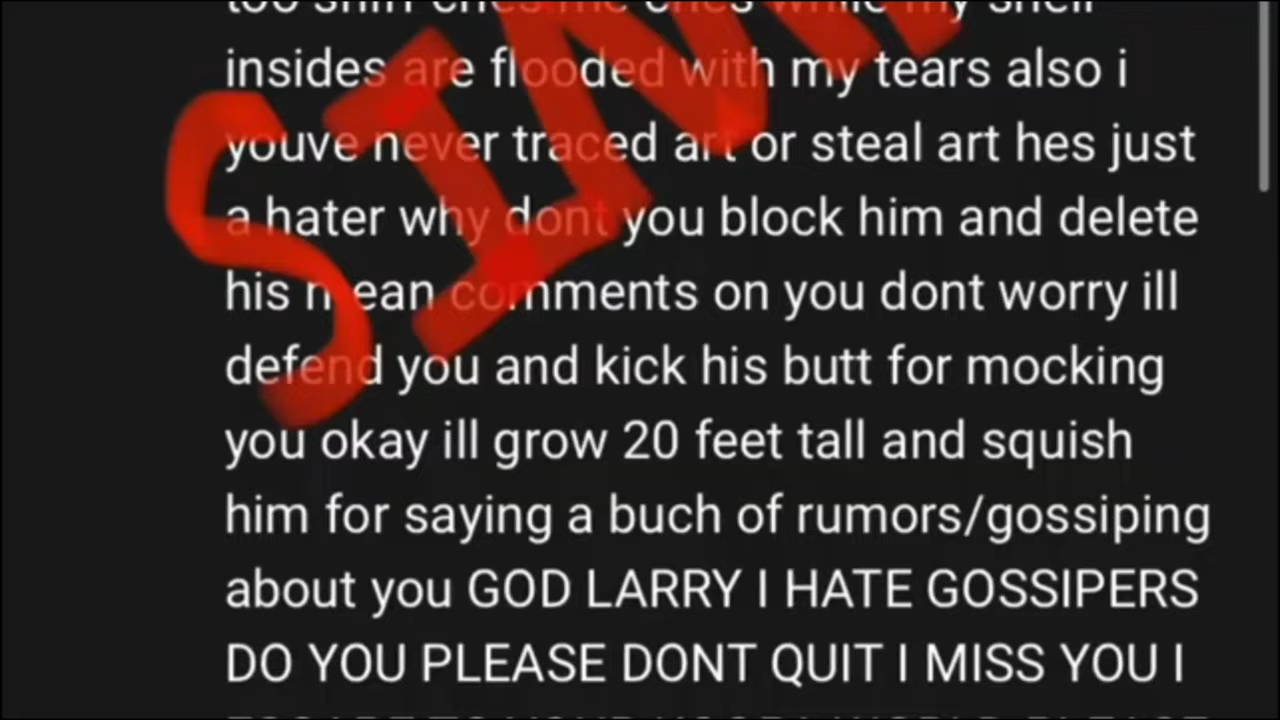 insides are flooded with my tears also i
youve never traced art or steal art hes just
a hater why dont you block him and delete
his mean comments on you dont worry ill
defend you and kick his butt for mocking
you okay ill grow 20 feet tall and squish
him for saying a buch of rumors/gossiping
about you GOD LARRY I HATE GOSSIPERS
DO YOU PLEASE DONT QUIT I MISS YOU I